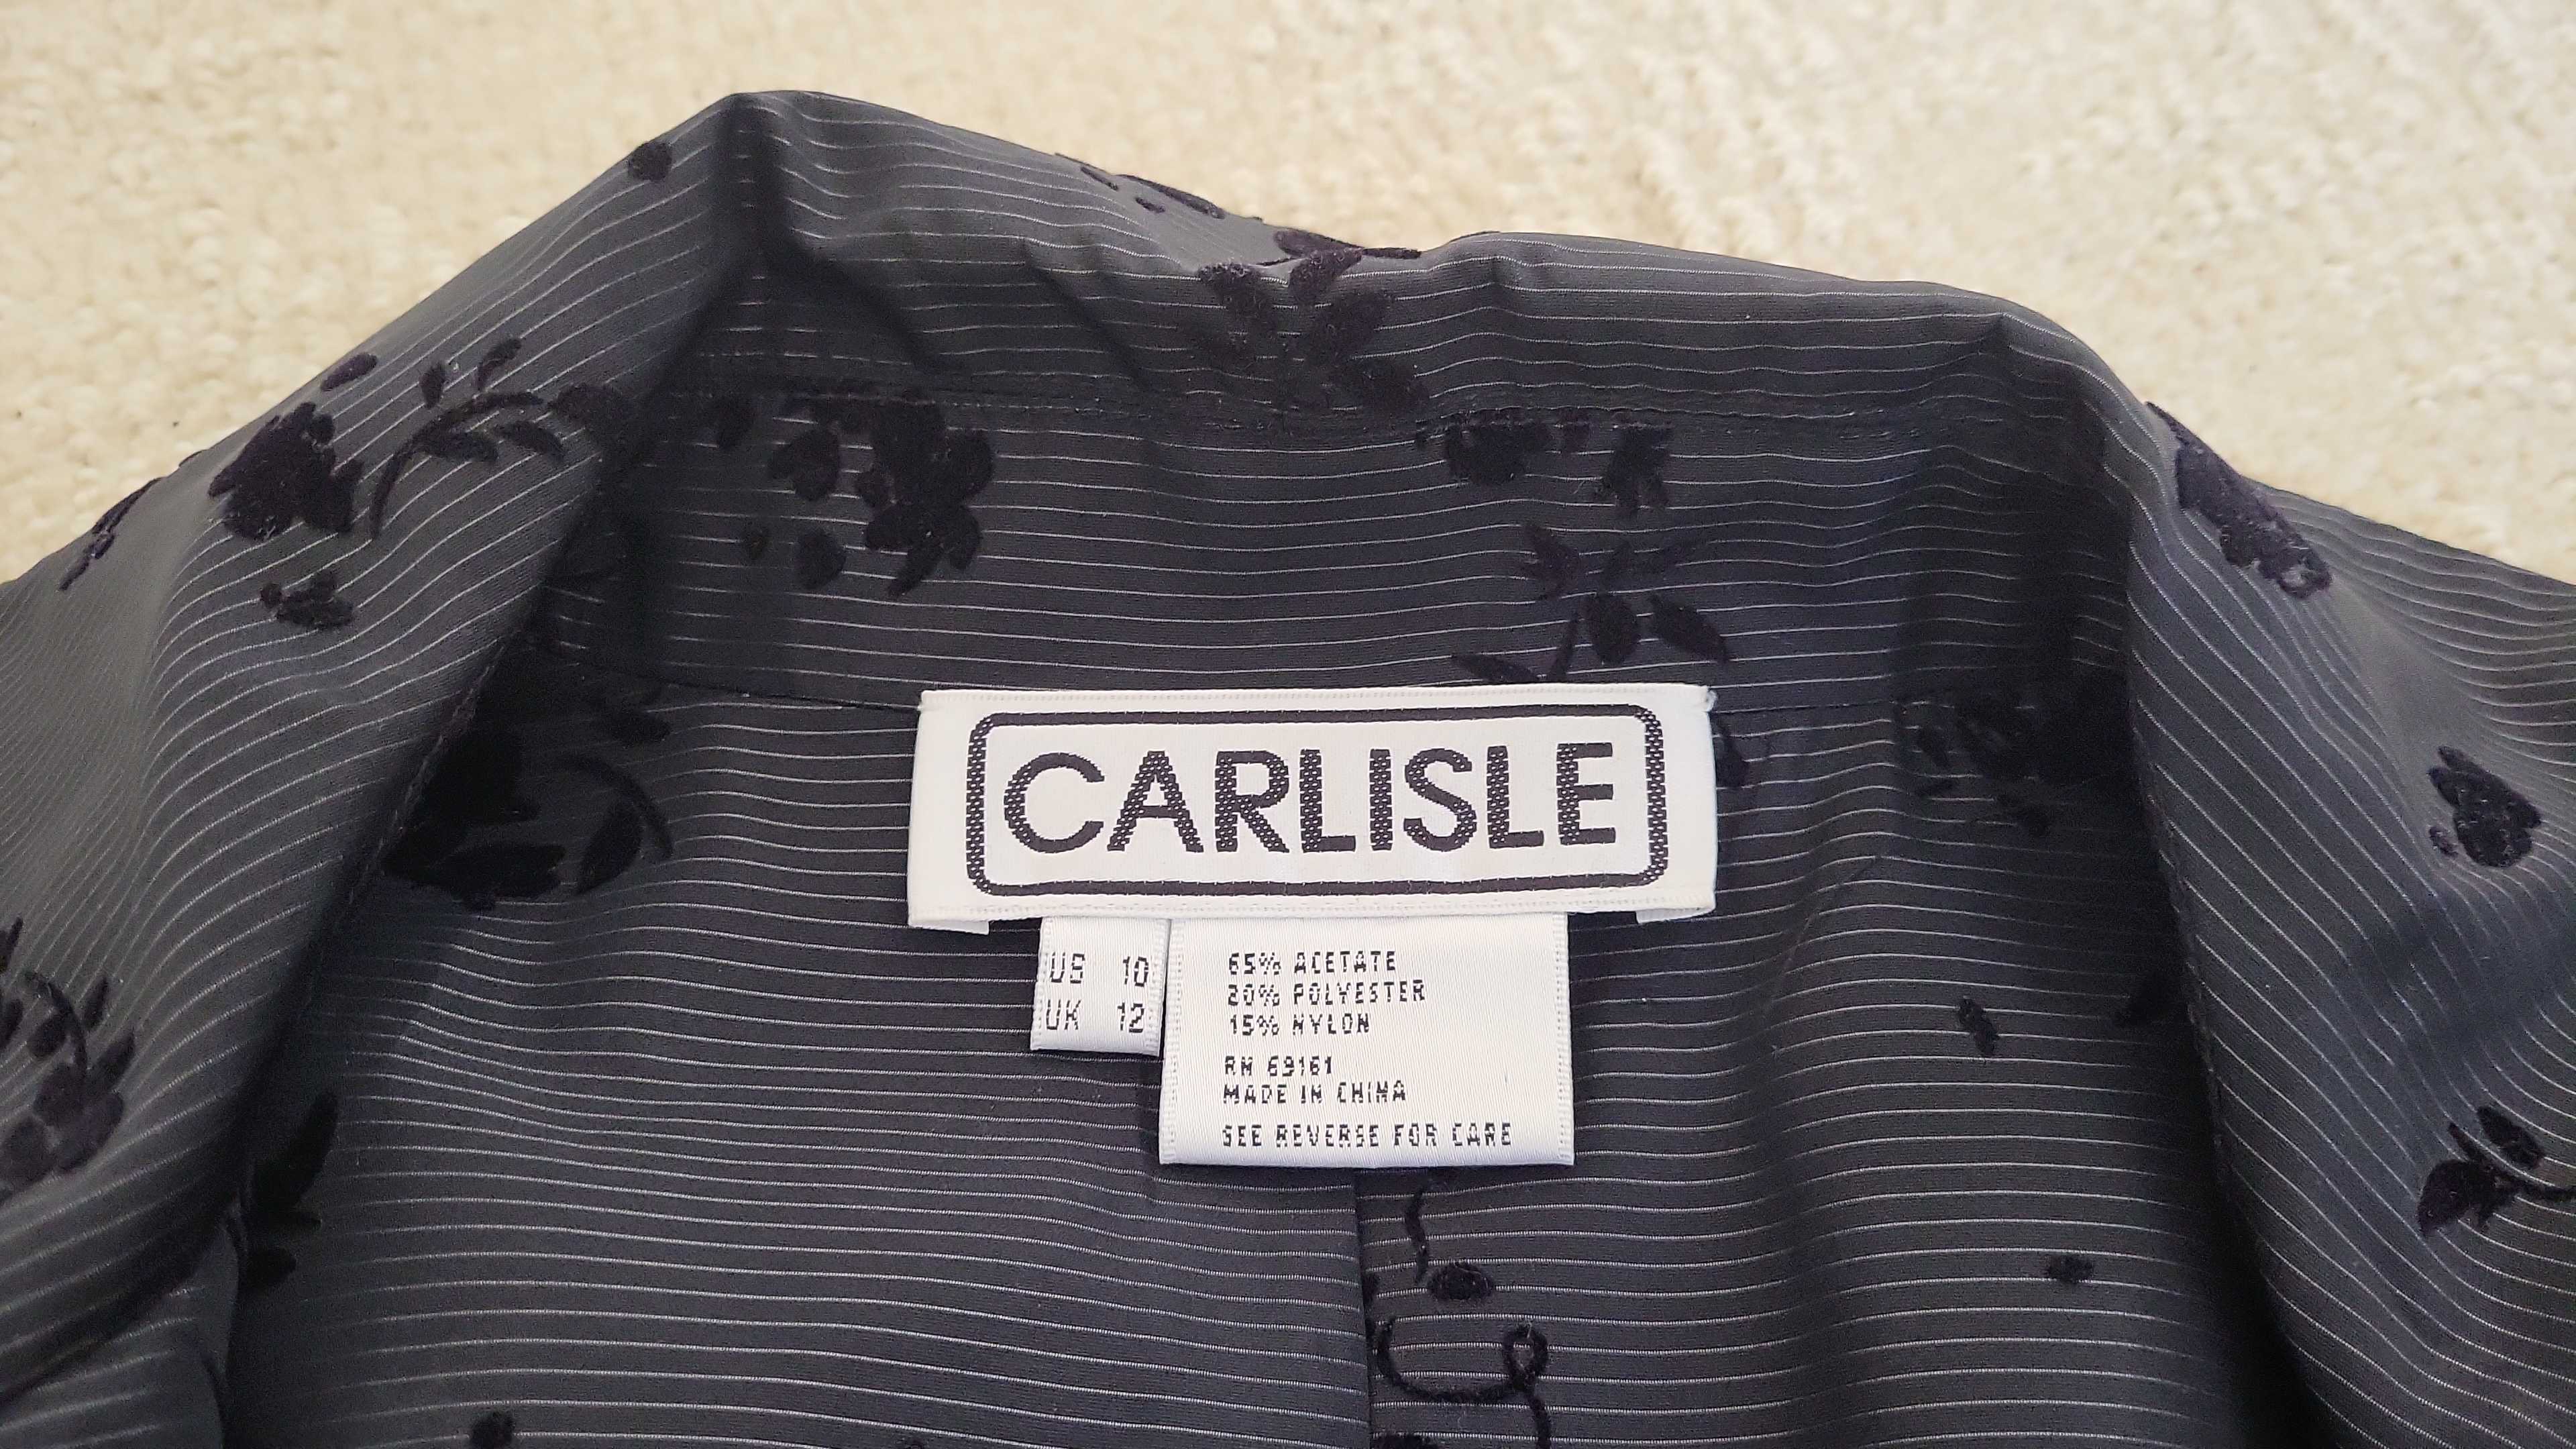 CARLISLE
US 10
UK 12
65% ACETATE
20% POLYESTER
15% NYLON
RN 69161
MADE IN CHINA
SEE REVERSE FOR CARE